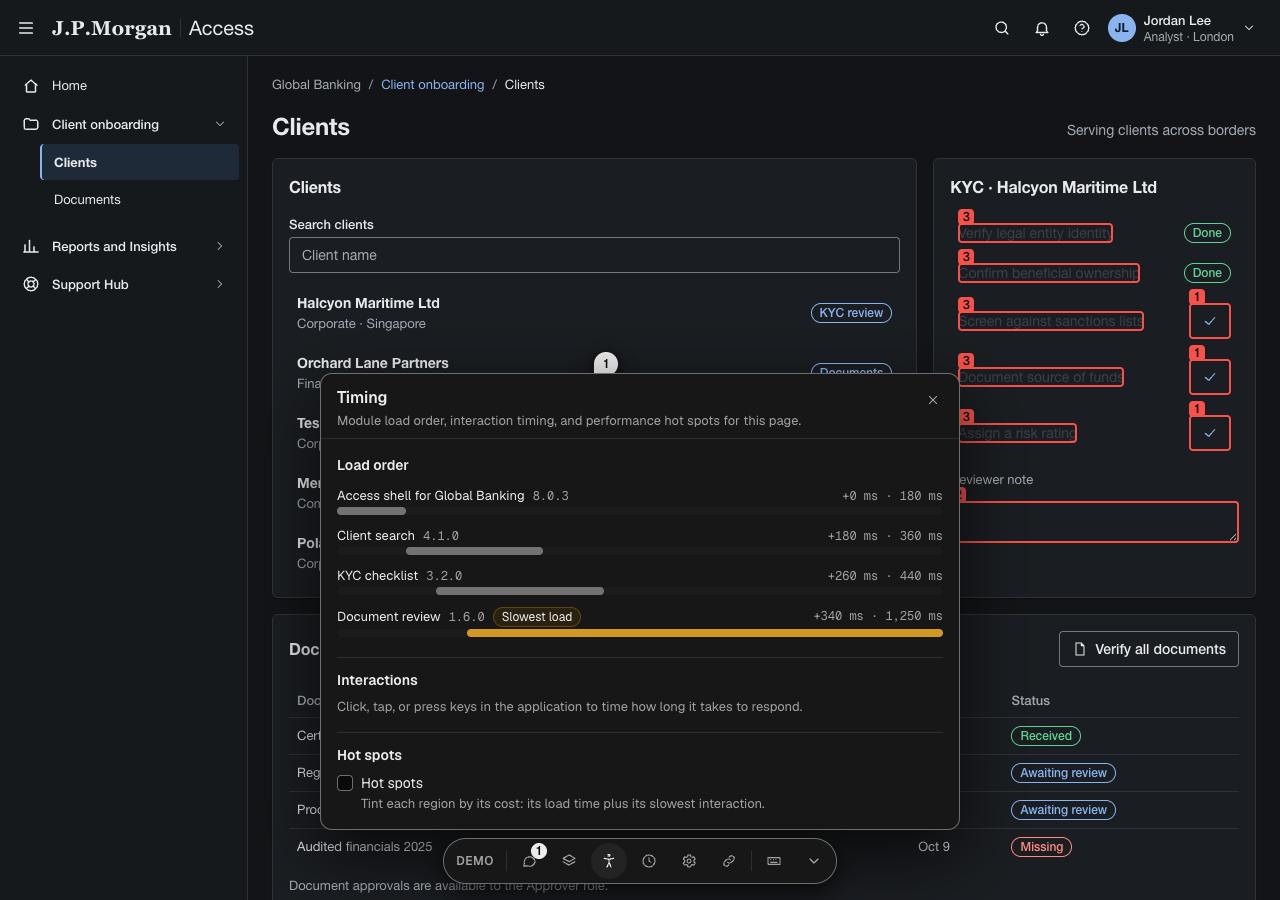 J.P.Morgan Access
JL
Jordan Lee
Analyst · London
Home
Client onboarding
Clients
Documents
Reports and Insights
Support Hub
Global Banking / Client onboarding / Clients
Clients
Serving clients across borders
Clients
Search clients
Client name
Halcyon Maritime Ltd
Corporate · Singapore
KYC review
Orchard Lane Partners
Documents
1
KYC · Halcyon Maritime Ltd
3
Verify legal entity identity
Done
3
Confirm beneficial ownership
Done
3
Screen against sanctions lists
1
3
Document source of funds
1
3
Assign a risk rating
1
eviewer note
Timing
Module load order, interaction timing, and performance hot spots for this page.
Load order
Access shell for Global Banking 8.0.3 +0 ms · 180 ms
Client search 4.1.0 +180 ms · 360 ms
KYC checklist 3.2.0 +260 ms · 440 ms
Document review 1.6.0 Slowest load +340 ms · 1,250 ms
Interactions
Click, tap, or press keys in the application to time how long it takes to respond.
Hot spots
Hot spots
Tint each region by its cost: its load time plus its slowest interaction.
Verify all documents
Status
Received
Awaiting review
Awaiting review
Audited financials 2025 Oct 9 Missing
Document approvals are available to the Approver role.
DEMO
1